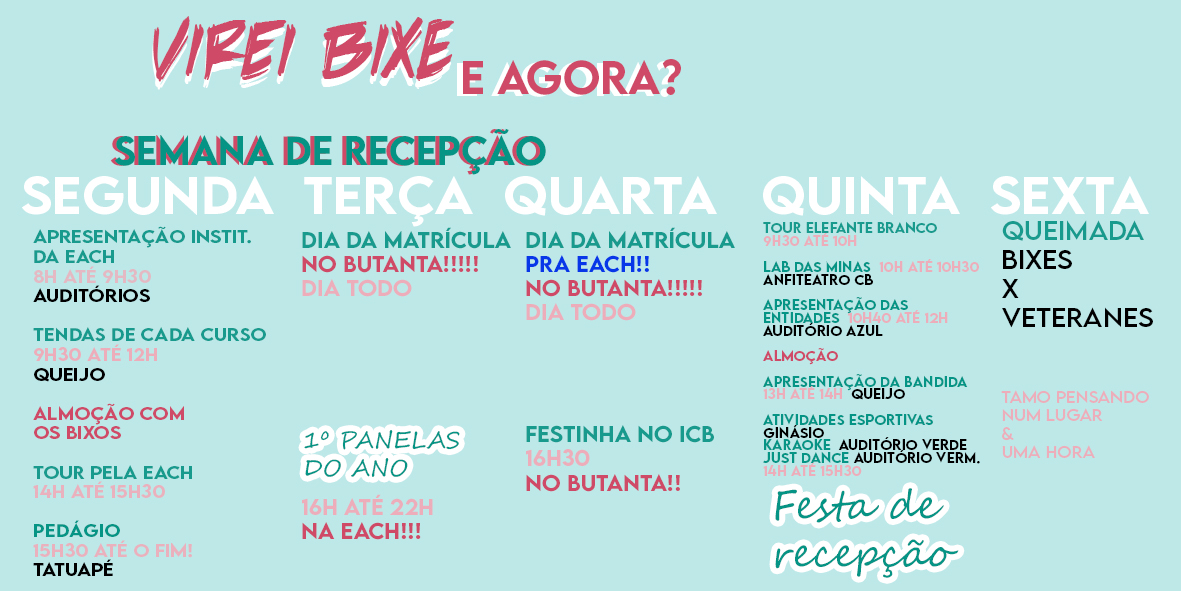 VIREI BIXE
E AGORA?
SEMANA DE RECEPÇÃO
SEGUNDA
APRESENTAÇÃO INSTIT.
DA EACH
8H ATÉ 9H30
AUDITÓRIOS
TENDAS DE CADA CURSO
9H30 ATÉ 12H
QUEIJO
ALMOÇÃO COM
OS BIXOS
TOUR PELA EACH
14H ATÉ 15H30
PEDÁGIO
15H30 ATÉ O FIM!
TATUAPÉ
TERÇA
DIA DA MATRÍCULA
NO BUTANTA!!!!!
DIA TODO
1º PANELAS
DO ANO
16H ATÉ 22H
NA EACH!!!
QUARTA
DIA DA MATRÍCULA
PRA EACH!!
NO BUTANTA!!!!!
DIA TODO
FESTINHA NO ICB
16H30
NO BUTANTA!!
QUINTA
TOUR ELEFANTE BRANCO
9H30 ATÉ 10H
LAB DAS MINAS 10H ATÉ 10H30
ANFITEATRO CB
APRESENTAÇÃO DAS
ENTIDADES 10H40 ATÉ 12H
AUDITÓRIO AZUL
ALMOÇÃO
APRESENTAÇÃO DA BANDIDA
13H ATÉ 14H QUEIJO
ATIVIDADES ESPORTIVAS
GINÁSIO
KARAOKE AUDITÓRIO VERDE
JUST DANCE AUDITÓRIO VERM.
14H ATÉ 15H30
Festa de
recepção
SEXTA
QUEIMADA
BIXES
X
VETERANES
TAMO PENSANDO
NUM LUGAR
&
UMA HORA